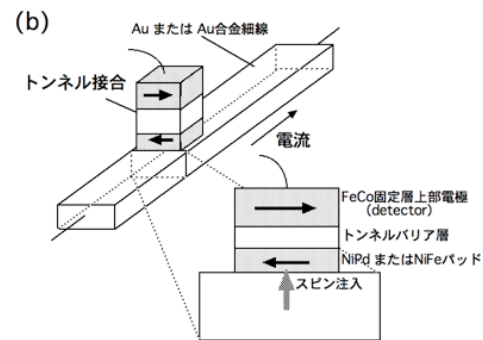 (b)
Au または Au合金細線
トンネル接合
電流
FeCo固定層上部電極
(detector)
トンネルバリア層
NiPd またはNiFeパッド
スピン注入